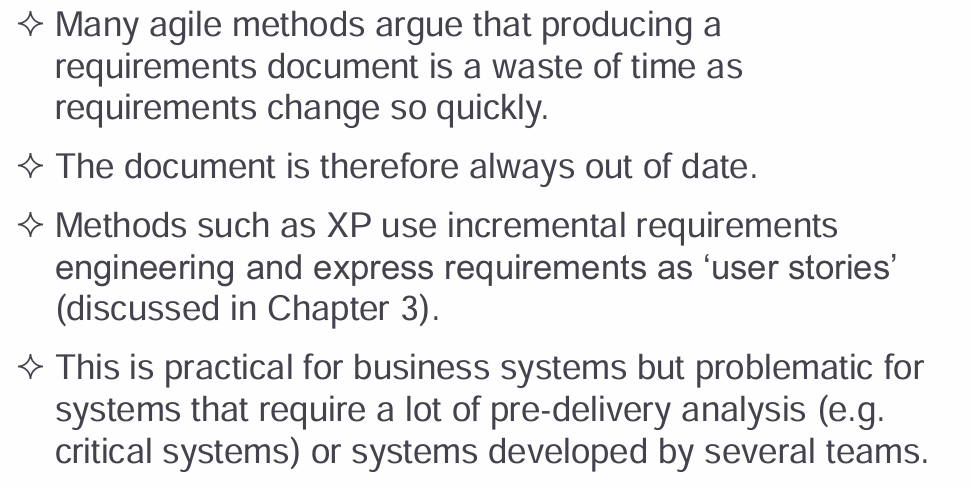 ✧ Many agile methods argue that producing a
requirements document is a waste of time as
requirements change so quickly.
✧ The document is therefore always out of date.
✧ Methods such as XP use incremental requirements
engineering and express requirements as ‘user stories’
(discussed in Chapter 3).
✧ This is practical for business systems but problematic for
systems that require a lot of pre-delivery analysis (e.g.
critical systems) or systems developed by several teams.